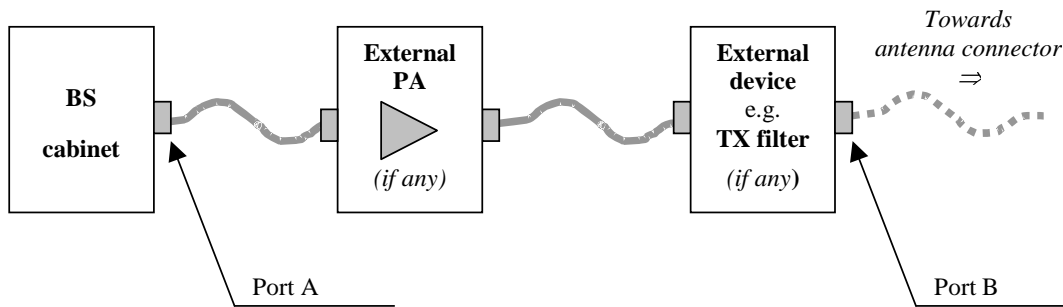 BS
cabinet
External
PA
(if any)
External
device
e.g.
TX filter
(if any)
Towards
antenna connector
⇒
Port A
Port B